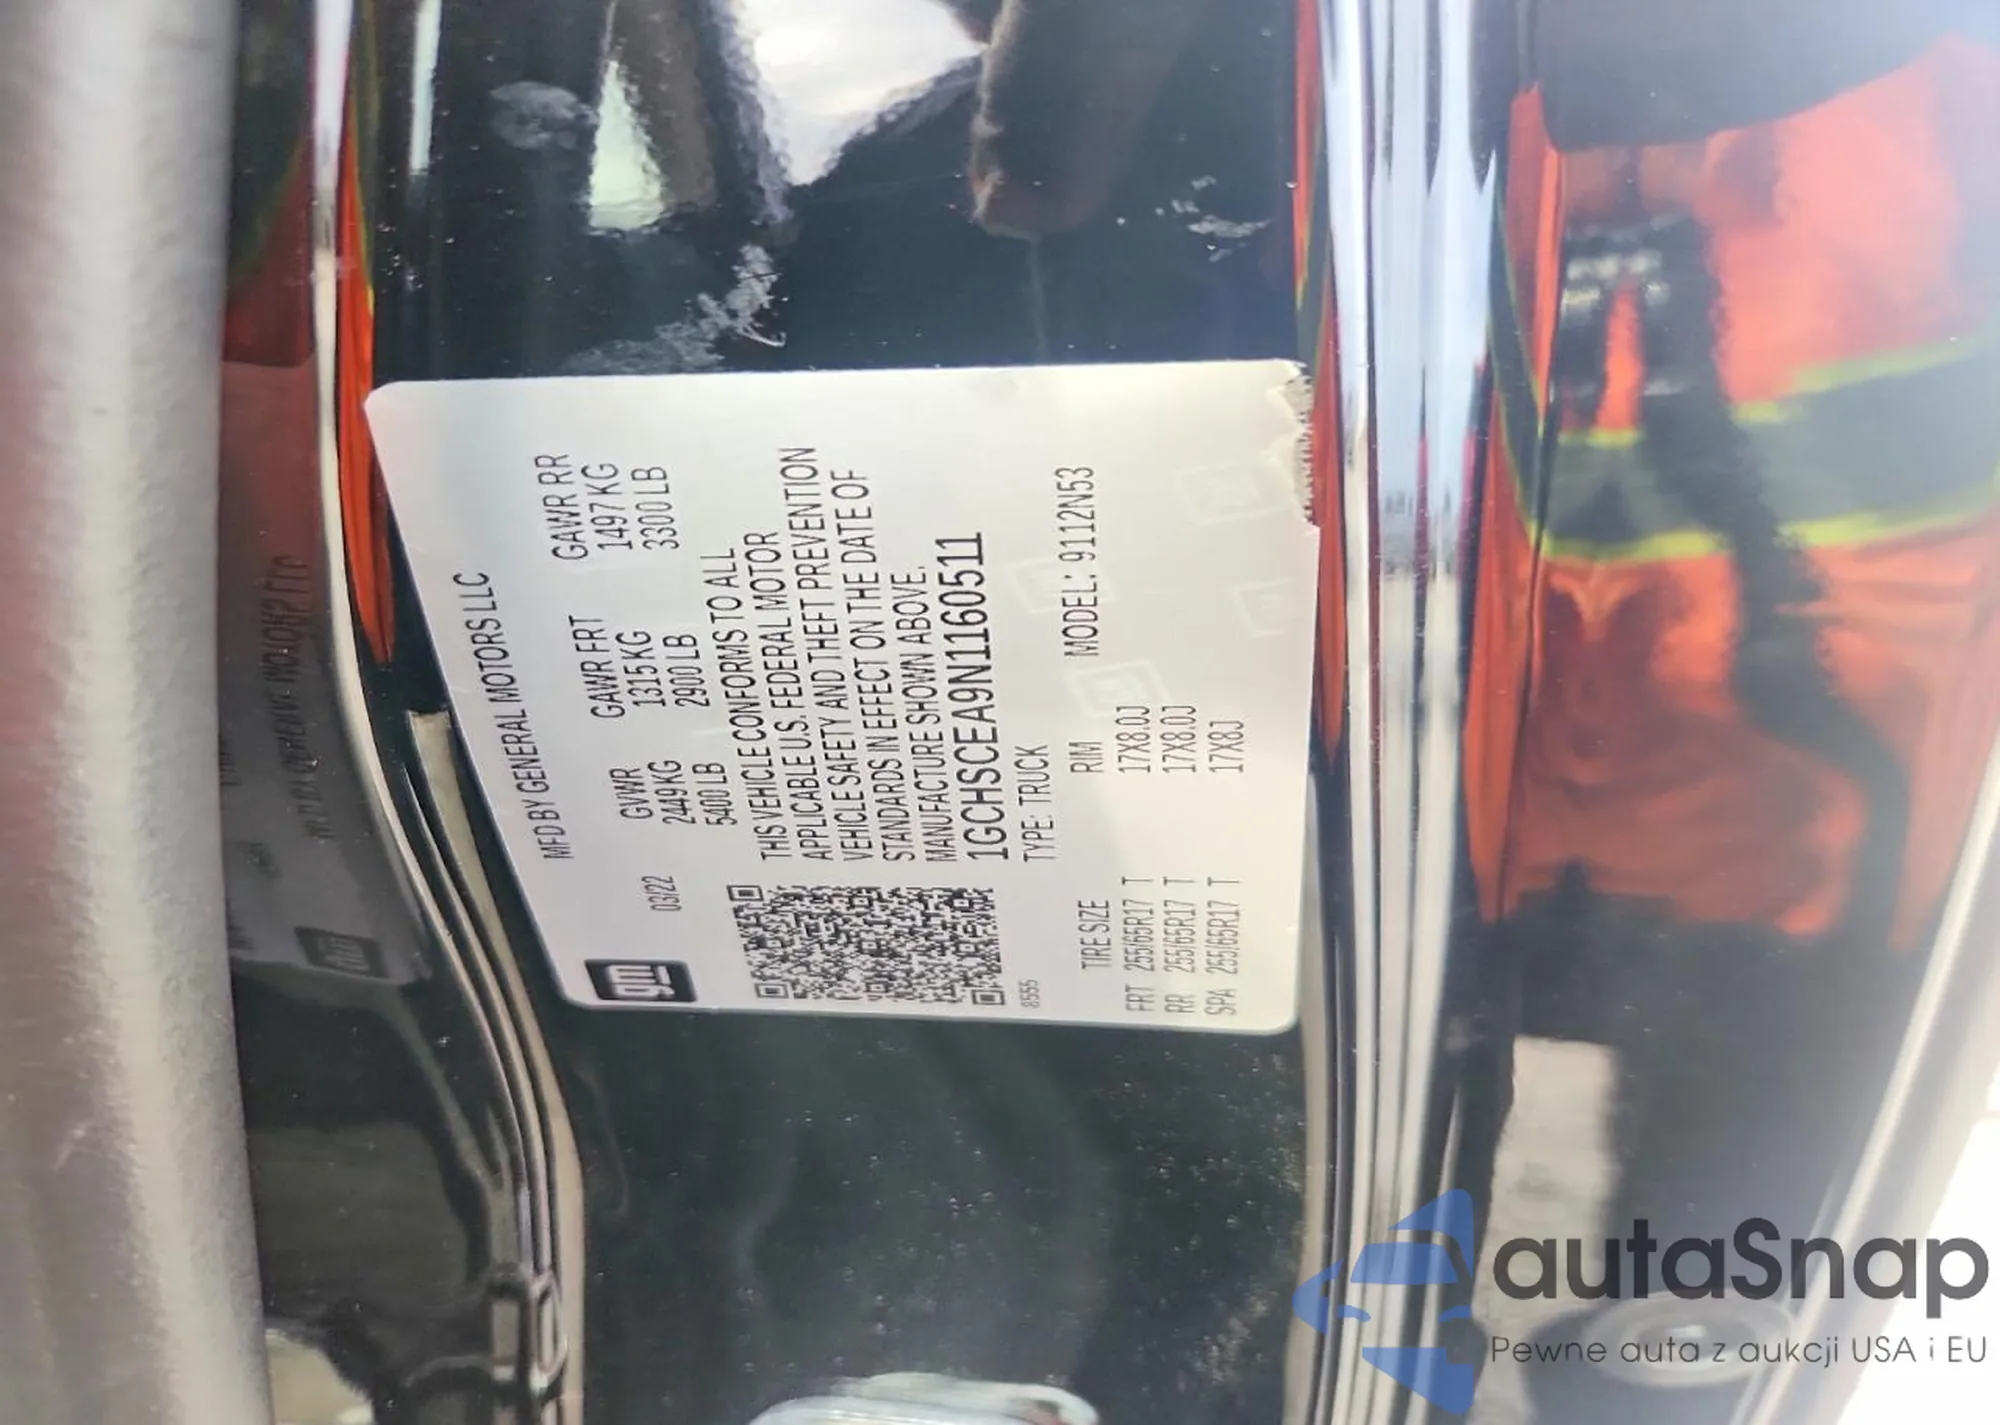 MFD BY GENERAL MOTORS LLC
gm
03/22
GVWR GAWR FRT GAWR RR
2449 KG 1315 KG 1497 KG
5400 LB 2900 LB 3300 LB
THIS VEHICLE CONFORMS TO ALL
APPLICABLE U.S. FEDERAL MOTOR
VEHICLE SAFETY AND THEFT PREVENTION
STANDARDS IN EFFECT ON THE DATE OF
MANUFACTURE SHOWN ABOVE.
1GCHSCEA9N1160511
8555
TYPE: TRUCK MODEL: 9112N53
TIRE SIZE RIM
FRT 255/65R17 T 17X8.0J
RR 255/65R17 T 17X8.0J
SPA 255/65R17 T 17X8J
autaSnap
Pewne auta z aukcji USA i EU